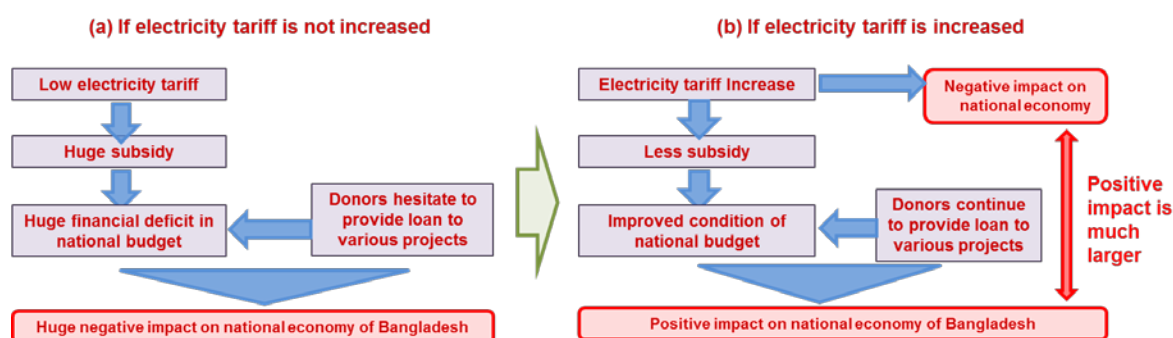 (a) If electricity tariff is not increased
Low electricity tariff
Huge subsidy
Huge financial deficit in
national budget
Donors hesitate to
provide loan to
various projects
Huge negative impact on national economy of Bangladesh
(b) If electricity tariff is increased
Electricity tariff Increase
Negative impact on
national economy
Less subsidy
Improved condition of
national budget
Donors continue
to provide loan to
various projects
Positive
impact is
much
larger
Positive impact on national economy of Bangladesh